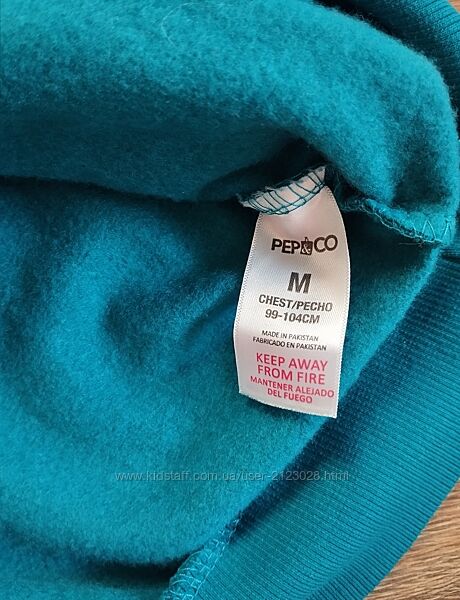 PEP&CO
M
CHEST/PECHO
99-104CM
MADE IN PAKISTAN
FABRICADO EN PAKISTAN
KEEP AWAY
FROM FIRE
MANTENER ALEJADO
DEL FUEGO
www.kidstaff.com.ua/user-2123028.html